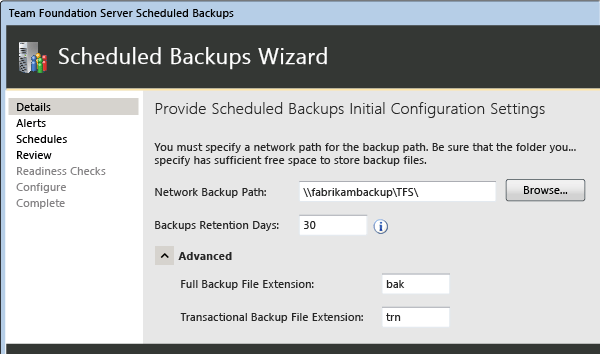 Team Foundation Server Scheduled Backups
Scheduled Backups Wizard
Details
Alerts
Schedules
Review
Readiness Checks
Configure
Complete
Provide Scheduled Backups Initial Configuration Settings
You must specify a network path for the backup path. Be sure that the folder you...
specify has sufficient free space to store backup files.
Network Backup Path: \\fabrikambackup\TFS\ Browse...
Backups Retention Days: 30
Advanced
Full Backup File Extension: bak
Transactional Backup File Extension: trn